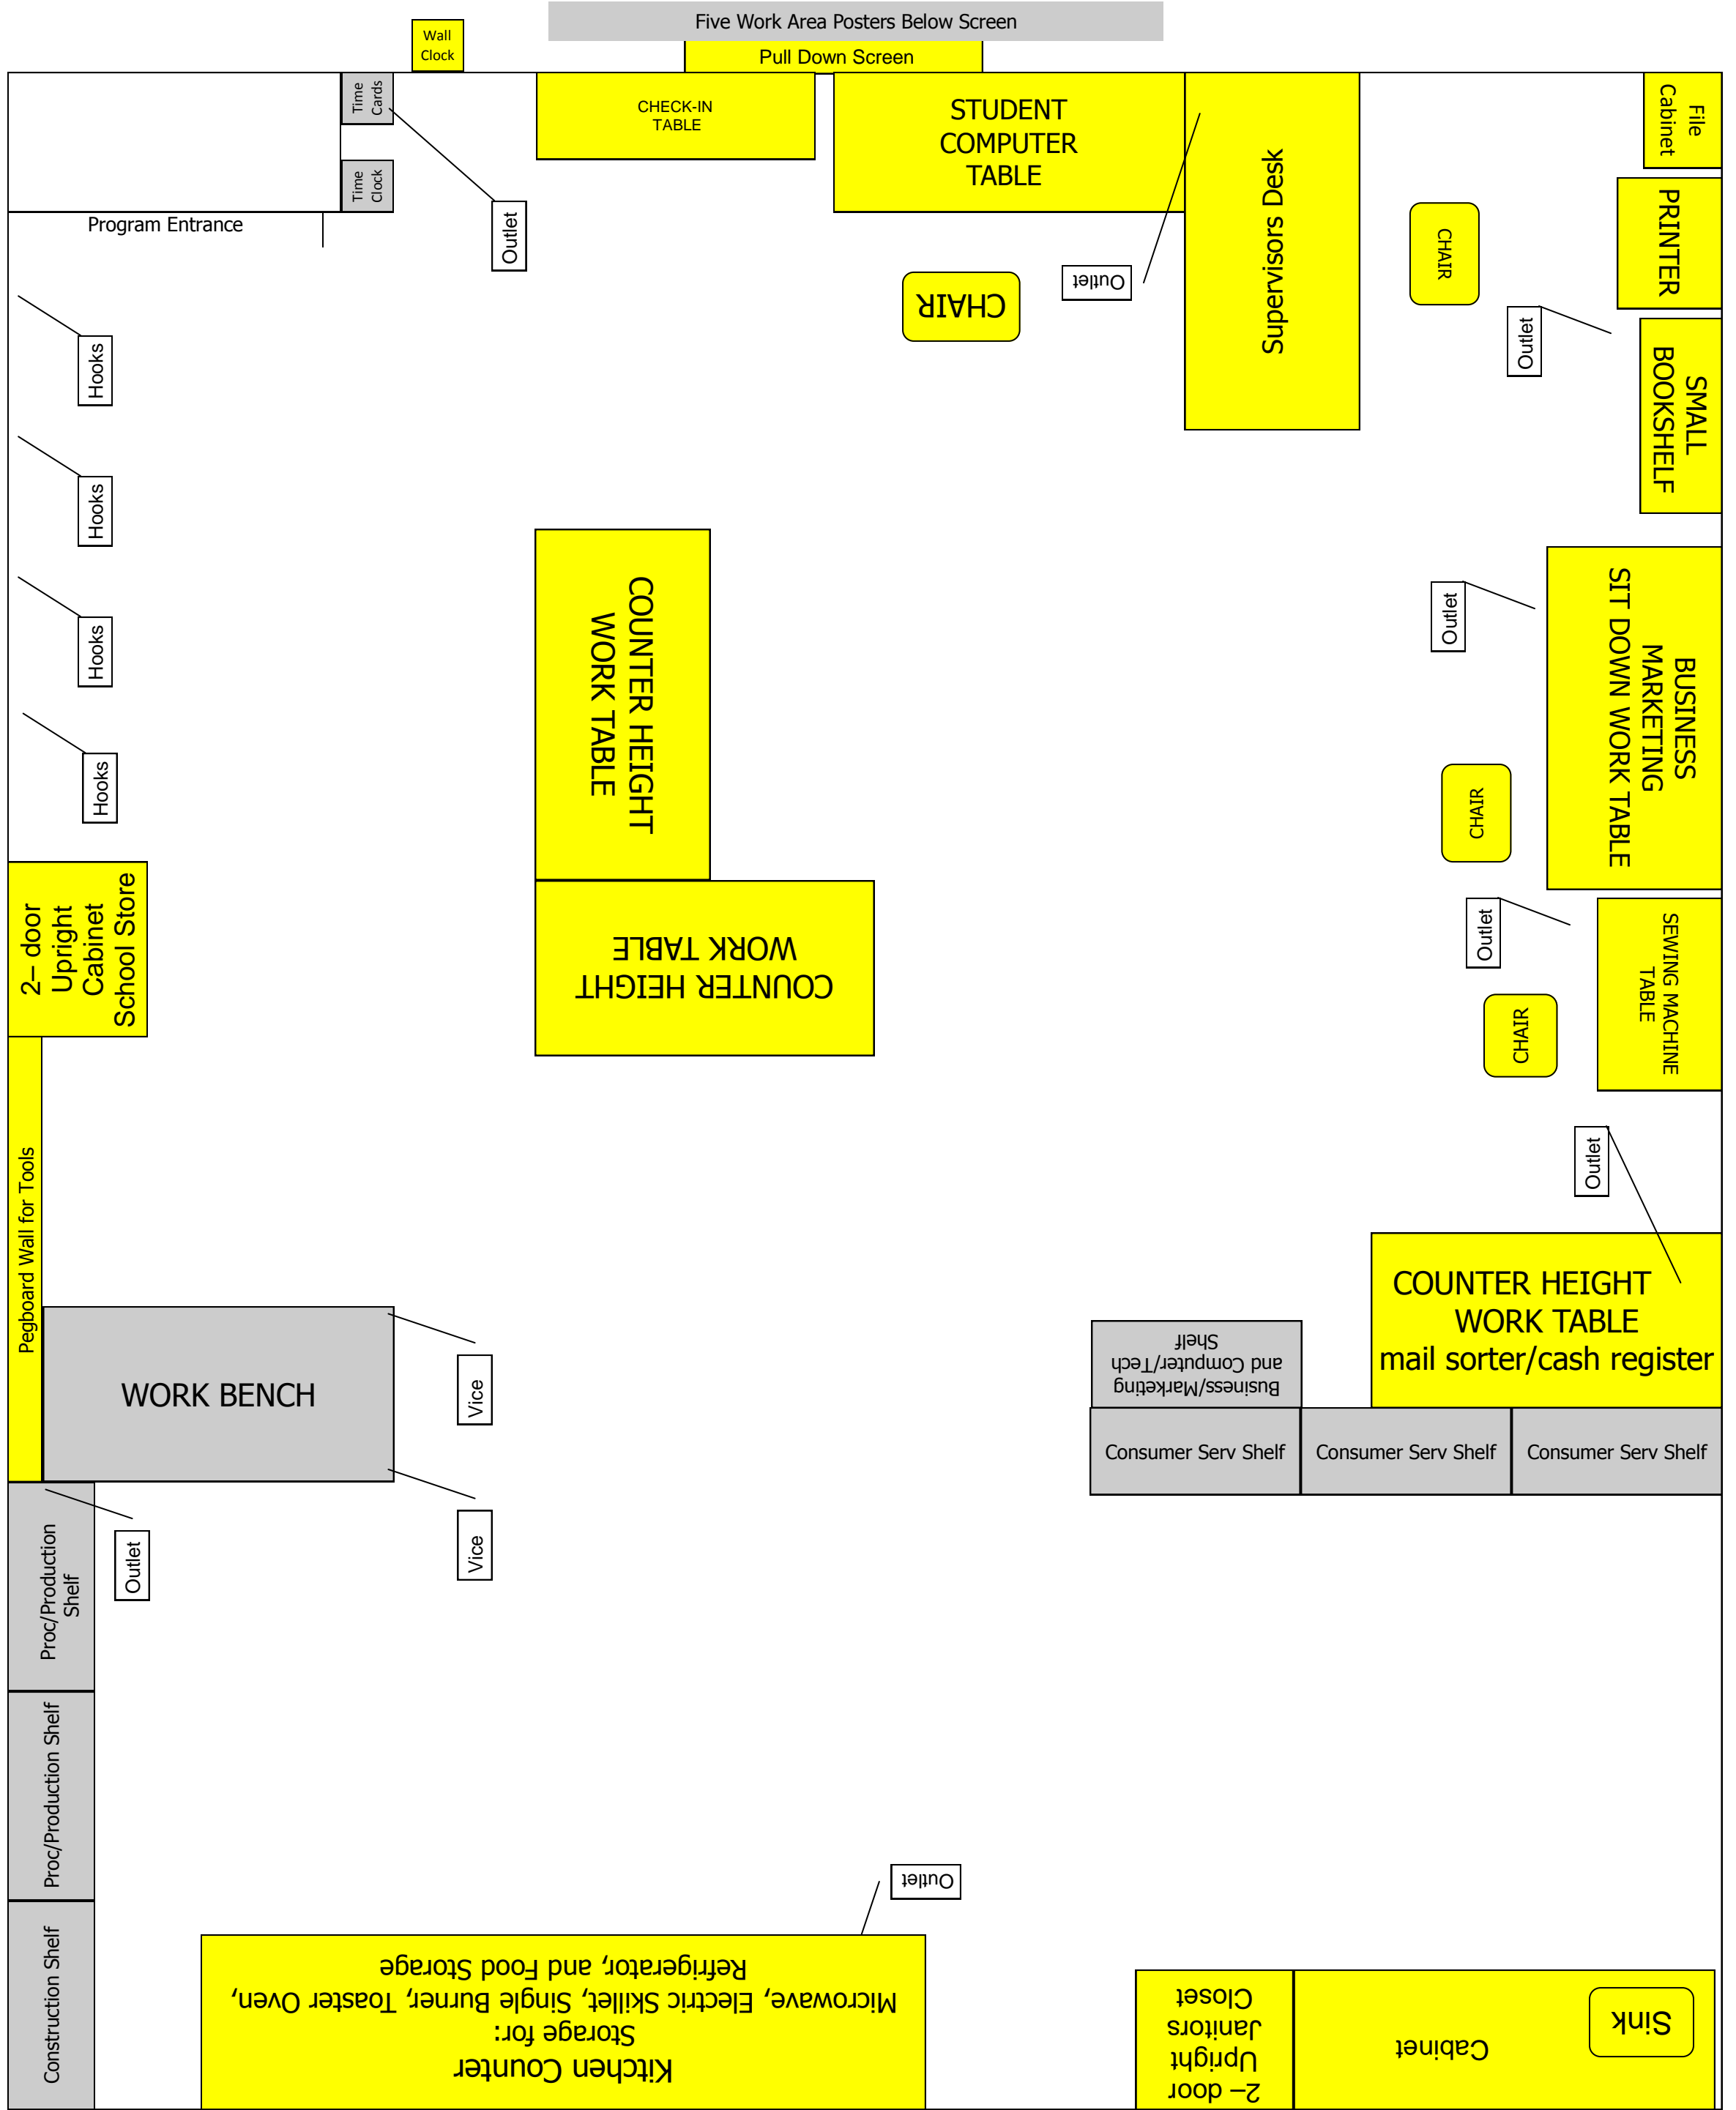 Five Work Area Posters Below Screen
Pull Down Screen
Wall
Clock
Time
Cards
Time
Clock
CHECK-IN
TABLE
STUDENT
COMPUTER
TABLE
Supervisors Desk
File
Cabinet
PRINTER
CHAIR
CHAIR
Outlet
Outlet
Outlet
SMALL
BOOKSHELF
Program Entrance
Hooks
Hooks
Hooks
Hooks
COUNTER HEIGHT
WORK TABLE
COUNTER HEIGHT
WORK TABLE
Outlet
BUSINESS
MARKETING
SIT DOWN WORK TABLE
CHAIR
Outlet
SEWING MACHINE
TABLE
CHAIR
Outlet
2– door
Upright
Cabinet
School Store
Pegboard Wall for Tools
WORK BENCH
Vice
Vice
COUNTER HEIGHT
WORK TABLE
mail sorter/cash register
Business/Marketing
and Computer/Tech
Shelf
Consumer Serv Shelf
Consumer Serv Shelf
Consumer Serv Shelf
Proc/Production
Shelf
Outlet
Proc/Production Shelf
Construction Shelf
Outlet
Kitchen Counter
Storage for:
Microwave, Electric Skillet, Single Burner, Toaster Oven,
Refrigerator, and Food Storage
2– door
Upright
Janitors
Closet
Cabinet
Sink